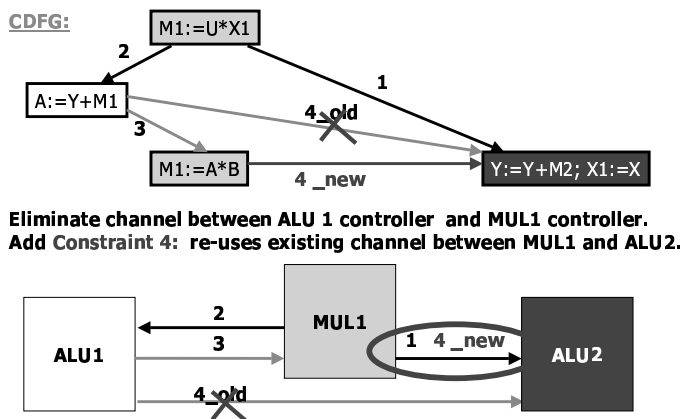 CDFG:
M1:=U*X1
2
1
A:=Y+M1
4_old
3
M1:=A*B
4 _new
Y:=Y+M2; X1:=X
Eliminate channel between ALU 1 controller and MUL1 controller.
Add Constraint 4: re-uses existing channel between MUL1 and ALU2.
ALU1
2
3
MUL1
1 4 _new
ALU2
4_old